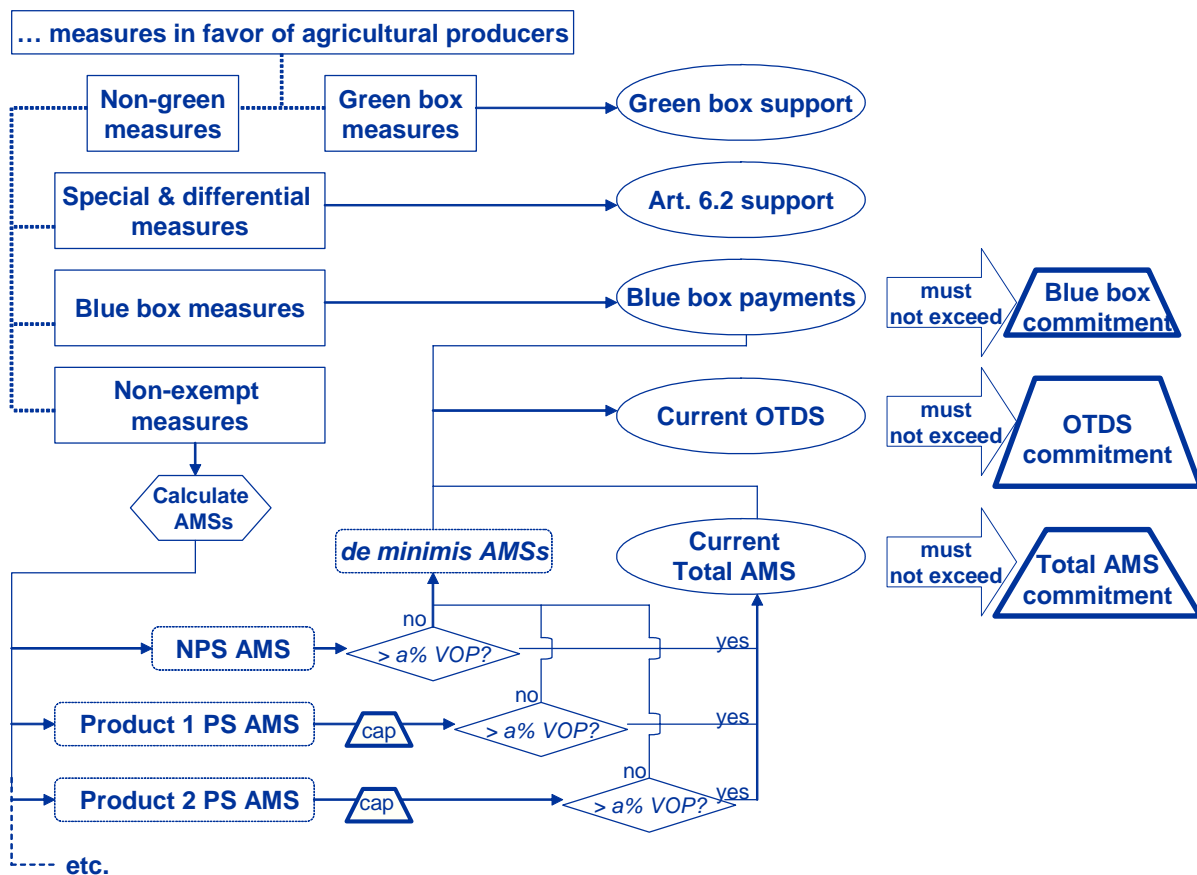 … measures in favor of agricultural producers
Non-green
measures
Green box
measures
Green box support
Special & differential
measures
Art. 6.2 support
Blue box measures
Blue box payments
must
not exceed
Blue box
commitment
Non-exempt
measures
Current OTDS
must
not exceed
OTDS
commitment
Calculate
AMSs
de minimis AMSs
Current
Total AMS
must
not exceed
Total AMS
commitment
NPS AMS
no
> a% VOP?
yes
Product 1 PS AMS
cap
no
> a% VOP?
yes
Product 2 PS AMS
cap
no
> a% VOP?
yes
etc.